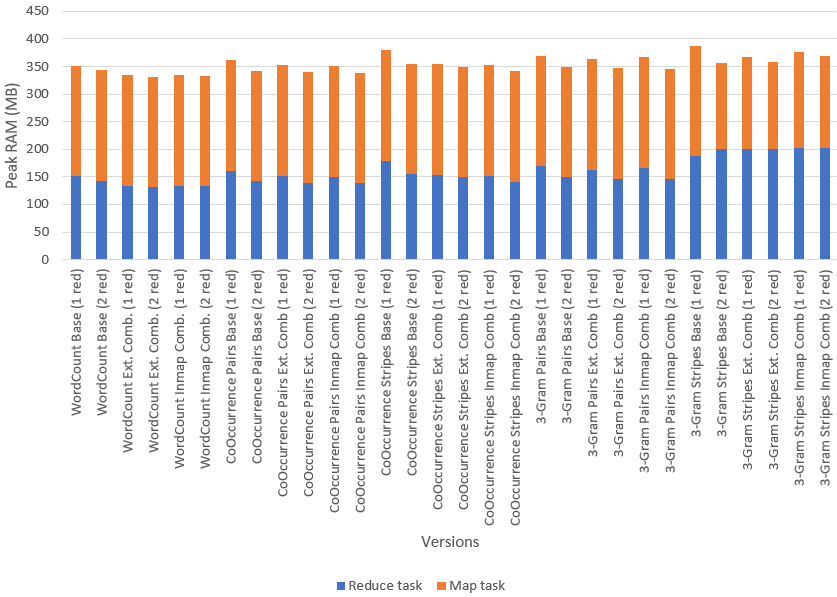 450
400
350
300
250
200
150
100
50
0
Peak RAM (MB)
WordCount Base (1 red)
WordCount Base (2 red)
WordCount Ext. Comb. (1 red)
WordCount Ext. Comb. (2 red)
WordCount Inmap Comb. (1 red)
WordCount Inmap Comb. (2 red)
CoOccurrence Pairs Base (1 red)
CoOccurrence Pairs Base (2 red)
CoOccurrence Pairs Ext. Comb (1 red)
CoOccurrence Pairs Ext. Comb (2 red)
CoOccurrence Pairs Inmap Comb (1 red)
CoOccurrence Pairs Inmap Comb (2 red)
CoOccurrence Stripes Base (1 red)
CoOccurrence Stripes Base (2 red)
CoOccurrence Stripes Ext. Comb (1 red)
CoOccurrence Stripes Ext. Comb (2 red)
CoOccurrence Stripes Inmap Comb (1 red)
CoOccurrence Stripes Inmap Comb (2 red)
3-Gram Pairs Base (1 red)
3-Gram Pairs Base (2 red)
3-Gram Pairs Ext. Comb (1 red)
3-Gram Pairs Ext. Comb (2 red)
3-Gram Pairs Inmap Comb (1 red)
3-Gram Pairs Inmap Comb (2 red)
3-Gram Stripes Base (1 red)
3-Gram Stripes Base (2 red)
3-Gram Stripes Ext. Comb (1 red)
3-Gram Stripes Ext. Comb (2 red)
3-Gram Stripes Inmap Comb (1 red)
3-Gram Stripes Inmap Comb (2 red)
Versions
Reduce task
Map task